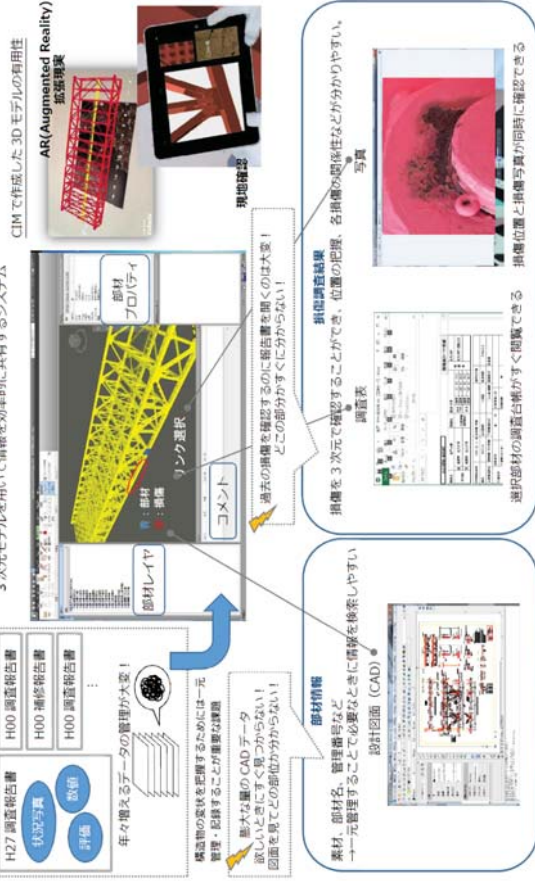 3次元モデルを用いて情報を効率的に共有するシステム
H27 調査報告書
状況写真
数値
評価
H00 調査報告書
H00 補修報告書
H00 調査報告書
:
年々増えるデータの管理が大変！
構造物の変状を把握するためには一元
管理・記録することが重要な課題
膨大な量の CAD データ
欲しいときにすぐ見つからない！
図面を見てどの部位か分からない！
部材レイヤ
青：部材
赤：損傷
リンク選択
コメント
部材
プロパティ
過去の損傷を確認するのに報告書を開くのは大変！
どこの部分かすぐに分からない！
CIM で作成した 3D モデルの有用性
AR(Augmented Reality)
拡張現実
現地確認
部材情報
素材、部材名、管理番号など
→一元管理することで必要なときに情報を検索しやすい
設計図面（CAD）
損傷調査結果
損傷を 3 次元で確認することができ、位置の把握、各損傷の関係性などが分かりやすい。
調査表
選択部材の調査台帳がすぐ閲覧できる
写真
損傷位置と損傷写真が同時に確認できる